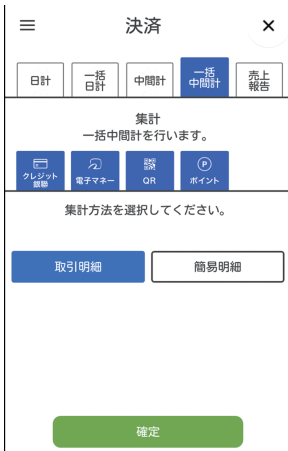 決済
日計
一括
日計
中間計
一括
中間計
売上
報告
集計
一括中間計を行います。
クレジット
銀聯
電子マネー
QR
P
ポイント
集計方法を選択してください。
取引明細
簡易明細
確定